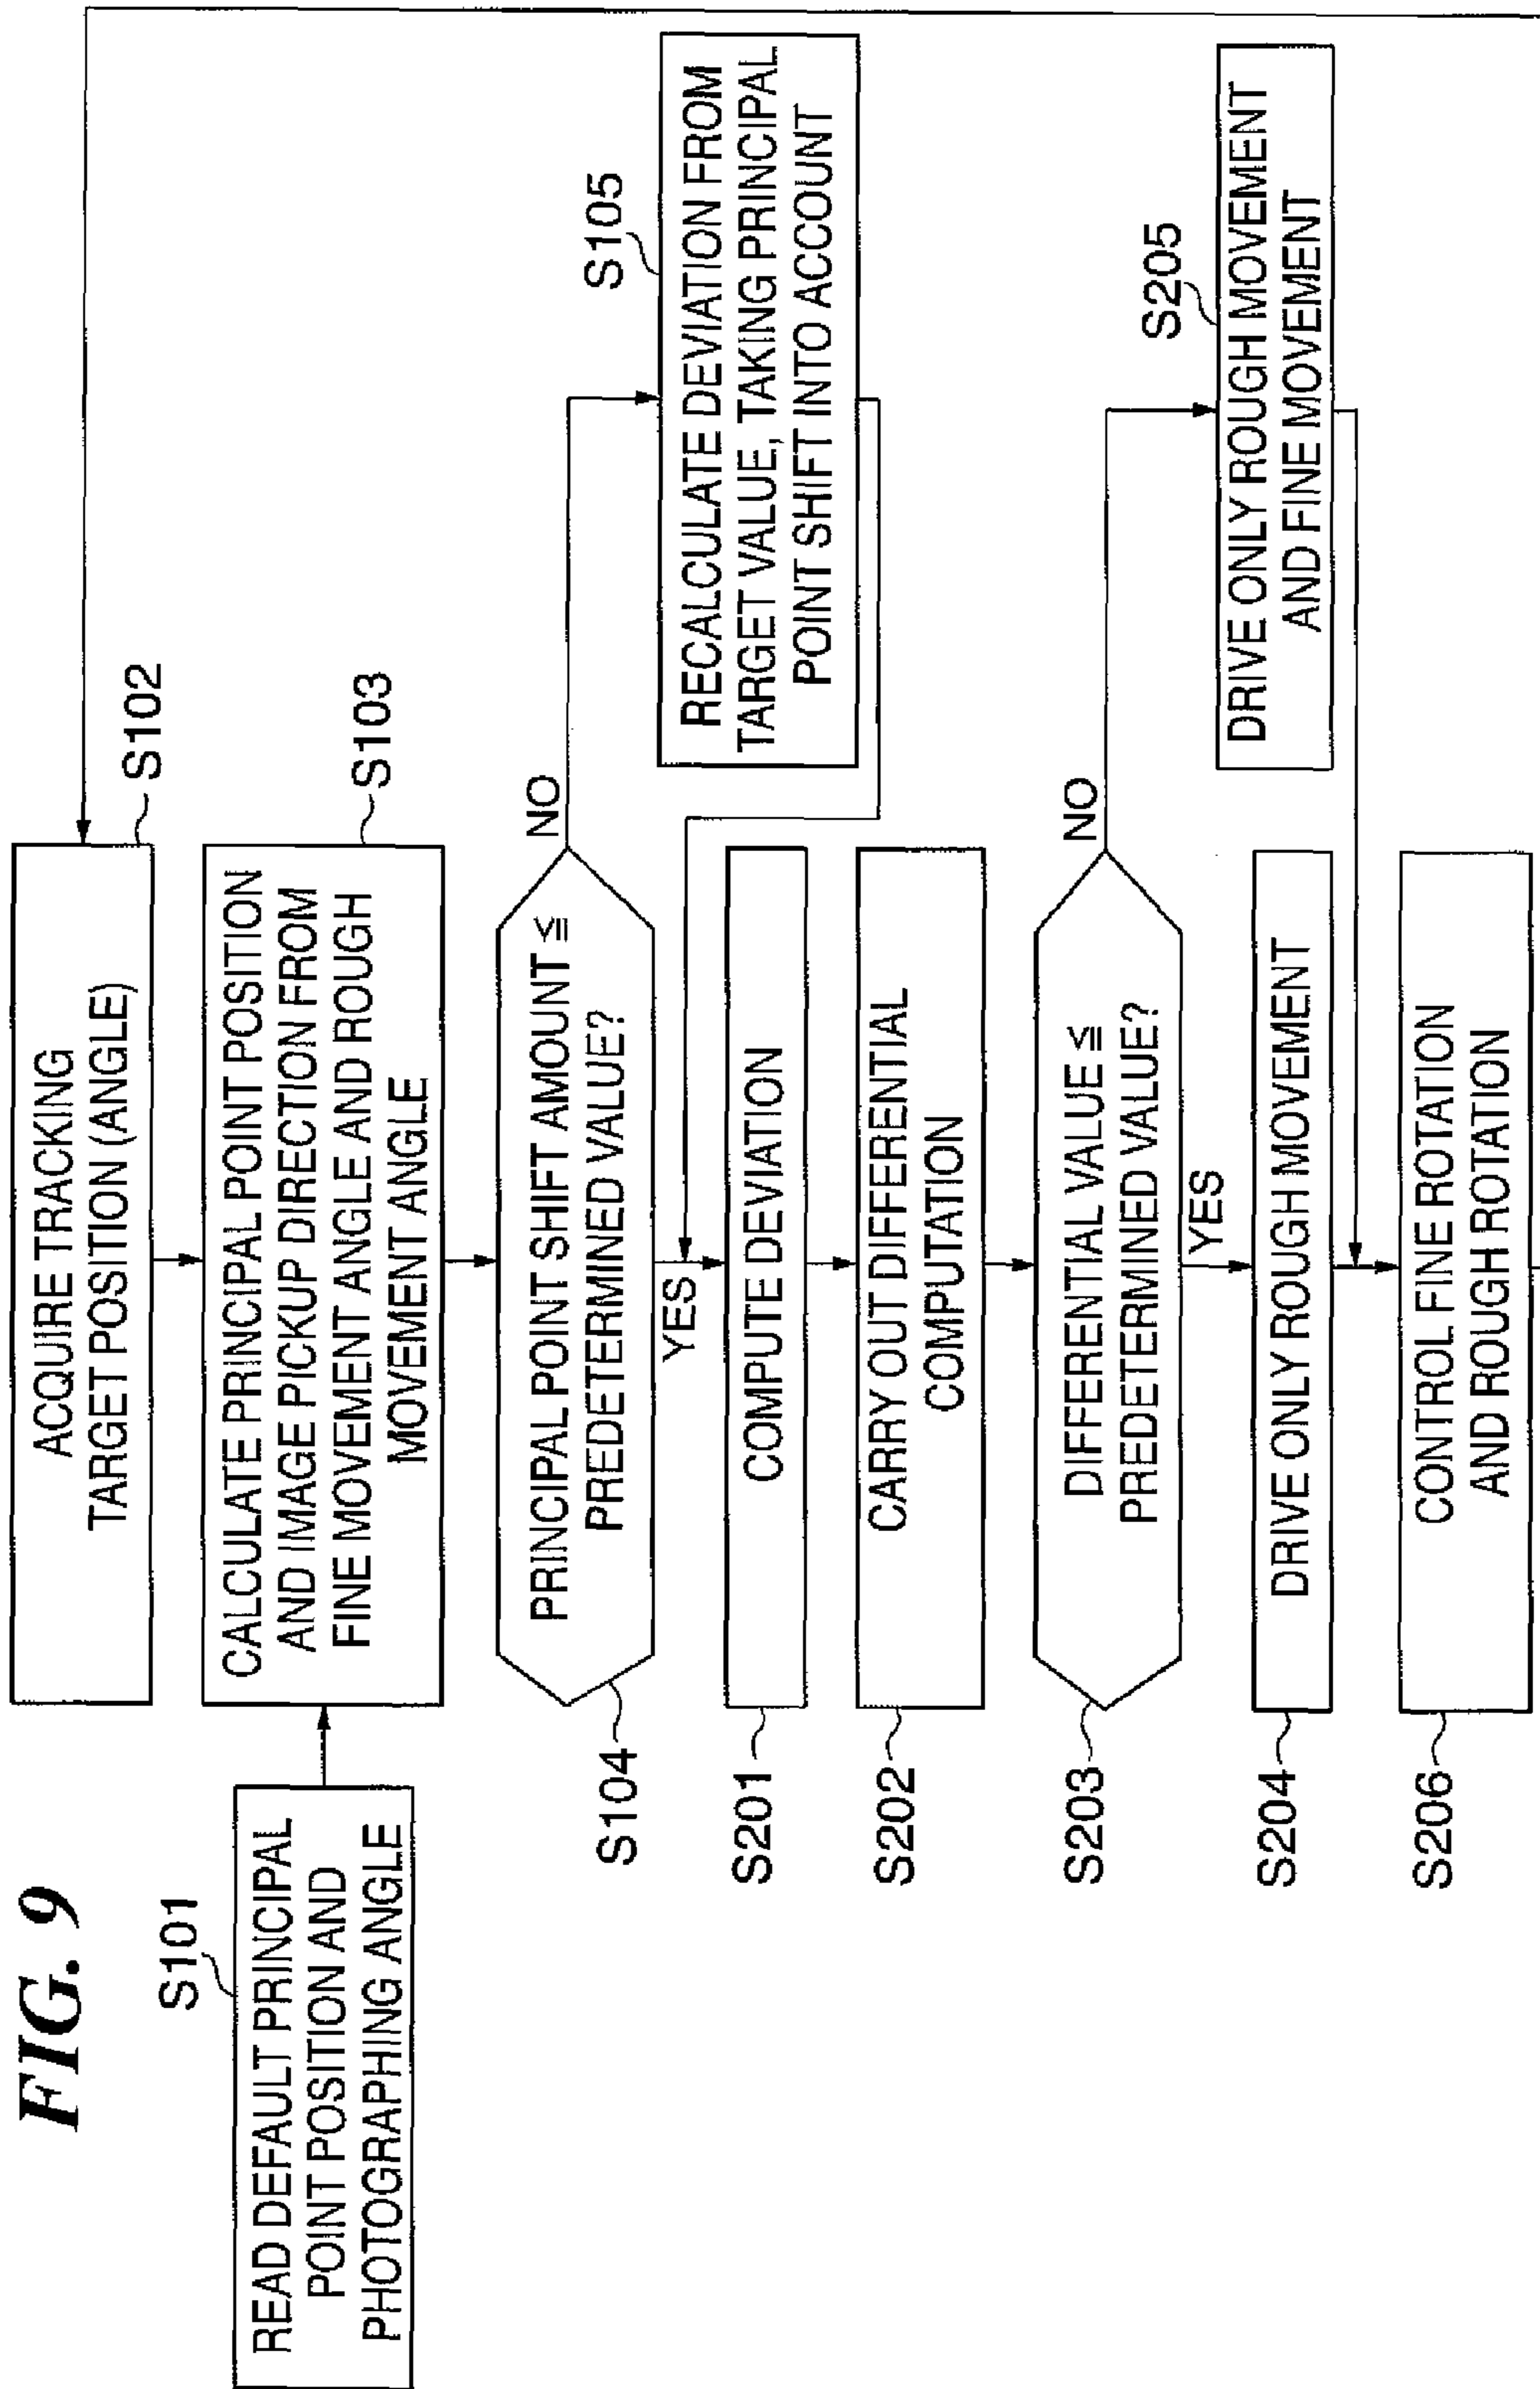 FIG. 9
S101
READ DEFAULT PRINCIPAL
POINT POSITION AND
PHOTOGRAPHING ANGLE
ACQUIRE TRACKING
TARGET POSITION (ANGLE)
S102
CALCULATE PRINCIPAL POINT POSITION
AND IMAGE PICKUP DIRECTION FROM
FINE MOVEMENT ANGLE AND ROUGH
MOVEMENT ANGLE
S103
PRINCIPAL POINT SHIFT AMOUNT ≦
PREDETERMINED VALUE?
S104
NO
YES
S105
RECALCULATE DEVIATION FROM
TARGET VALUE, TAKING PRINCIPAL
POINT SHIFT INTO ACCOUNT
COMPUTE DEVIATION
S201
CARRY OUT DIFFERENTIAL
COMPUTATION
S202
DIFFERENTIAL VALUE ≦
PREDETERMINED VALUE?
S203
NO
YES
S205
DRIVE ONLY ROUGH MOVEMENT
AND FINE MOVEMENT
DRIVE ONLY ROUGH MOVEMENT
S204
CONTROL FINE ROTATION
AND ROUGH ROTATION
S206